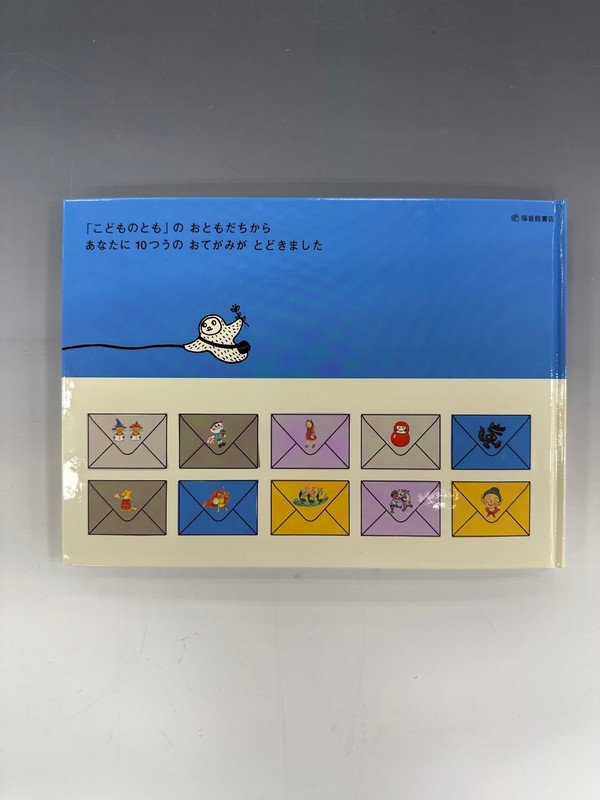 「こどものとも」の おともだちから
あなたに 10つうの おてがみが とどきました
福音館書店